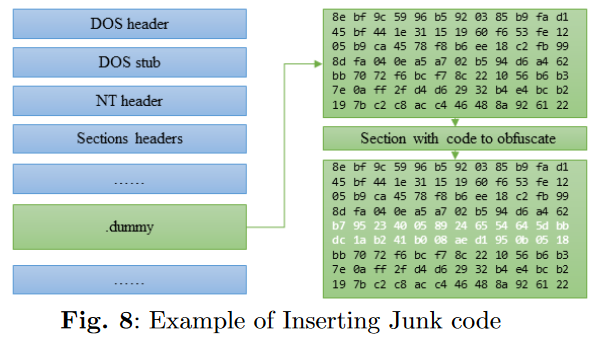 DOS header
DOS stub
NT header
Sections headers
......
.dummy
......
8e bf 9c 59 96 b5 92 03 85 b9 fa d1
45 bf 44 1e 31 15 19 60 f6 53 fe 12
05 b9 ca 45 78 f8 b6 ee 18 c2 fb 99
8d fa 04 0e a5 a7 02 b5 94 d6 a4 62
bb 70 72 f6 bc f7 8c 22 10 56 b6 b3
7e 0a ff 2f d4 d6 29 32 b4 e4 bc b2
19 7b c2 c8 ac c4 46 48 8a 92 61 22
Section with code to obfuscate
8e bf 9c 59 96 b5 92 03 85 b9 fa d1
45 bf 44 1e 31 15 19 60 f6 53 fe 12
05 b9 ca 45 78 f8 b6 ee 18 c2 fb 99
8d fa 04 0e a5 a7 02 b5 94 d6 a4 62
b7 95 23 40 05 89 24 65 54 64 5d bb
dc 1a b2 41 b0 08 ae d1 95 0b 05 18
bb 70 72 f6 bc f7 8c 22 10 56 b6 b3
7e 0a ff 2f d4 d6 29 32 b4 e4 bc b2
19 7b c2 c8 ac c4 46 48 8a 92 61 22
Fig. 8: Example of Inserting Junk code